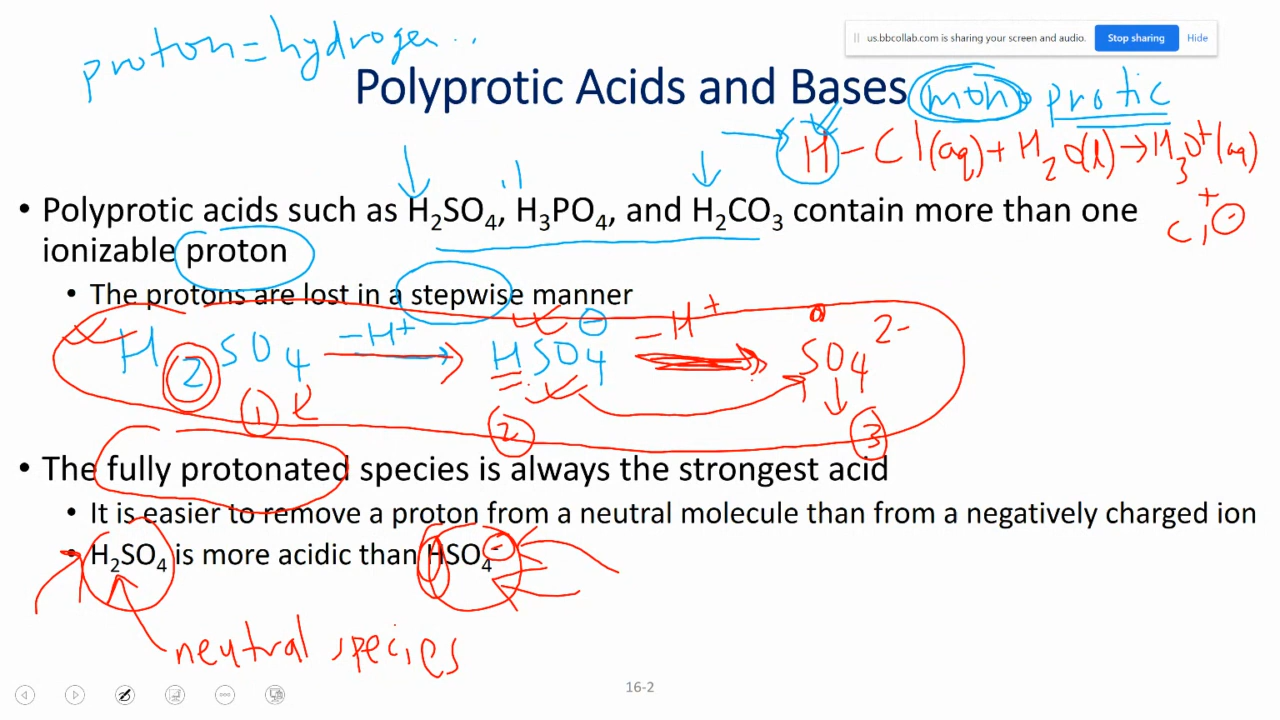 proton = hydrogen..
us.bbcollab.com is sharing your screen and audio. Stop sharing Hide
Polyprotic Acids and Bases mono protic
H - Cl(aq) + H2O(l) → H3O+(aq)
+
Cl⊖
• Polyprotic acids such as H2SO4, H3PO4, and H2CO3 contain more than one
ionizable proton
• The protons are lost in a stepwise manner
H2SO4 -H+ → HSO4⊖ -H+ → SO4 2-
1 2 3
• The fully protonated species is always the strongest acid
• It is easier to remove a proton from a neutral molecule than from a negatively charged ion
• H2SO4 is more acidic than HSO4-
neutral species
16-2